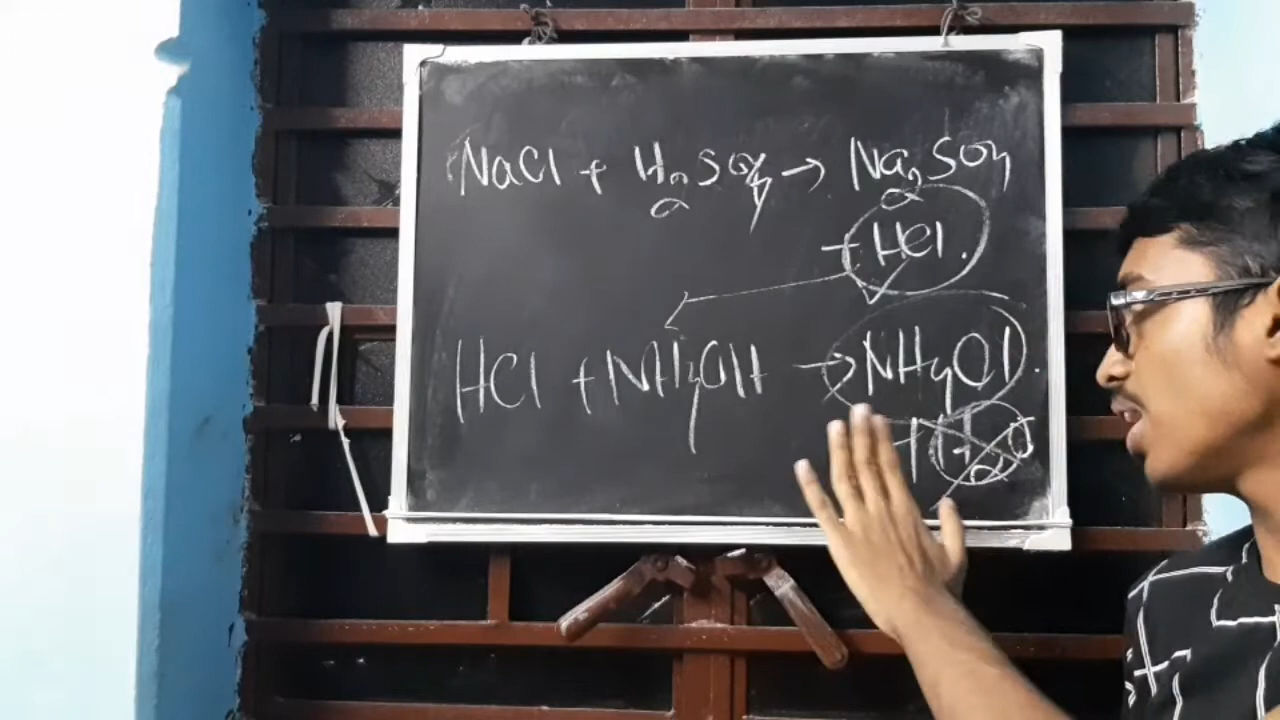 NaCl + H₂SO₄ → Na₂SO₄
+ HCl.
HCl + NH₄OH → NH₄Cl.
+ H₂O